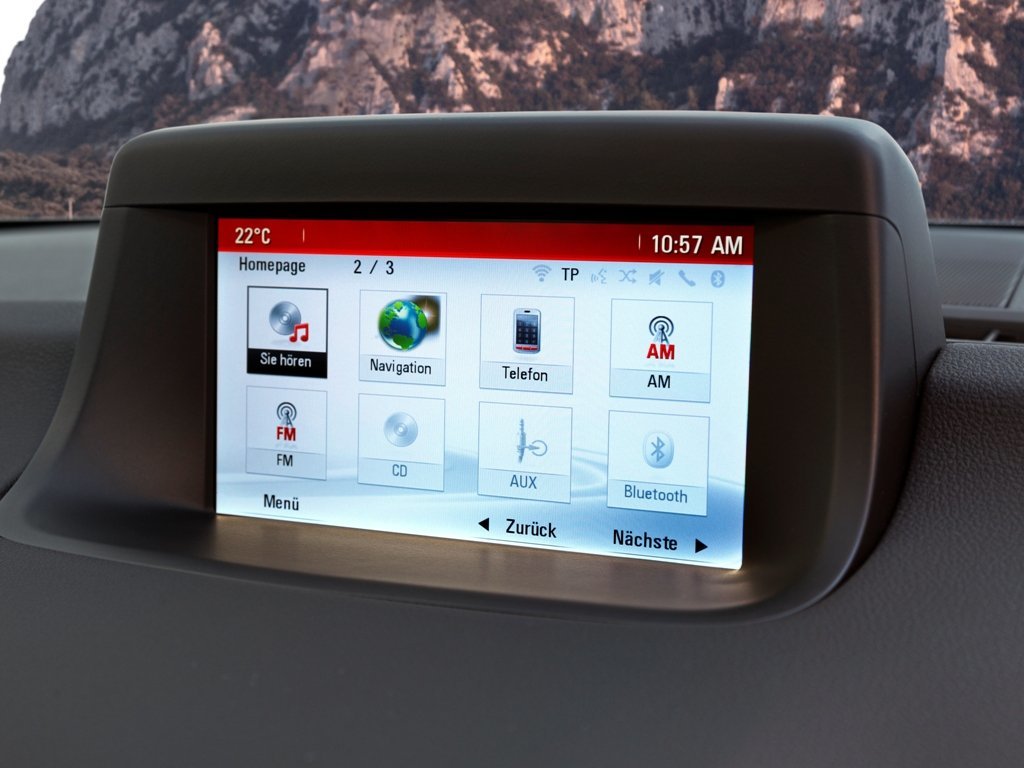 22°C 10:57 AM
Homepage 2 / 3 TP
Sie hören Navigation Telefon AM AM
FM FM CD AUX Bluetooth
Menü Zurück Nächste